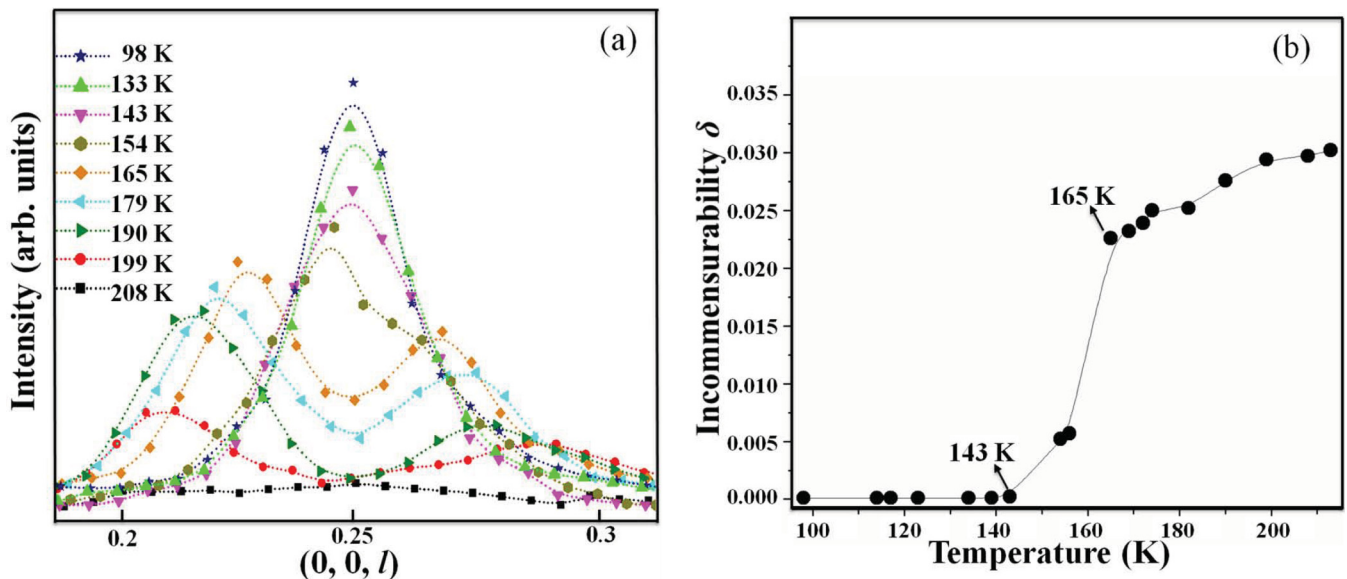 (a)
98 K
133 K
143 K
154 K
165 K
179 K
190 K
199 K
208 K
Intensity (arb. units)
0.2 0.25 0.3
(0, 0, l)
(b)
Incommensurability δ
0.035
0.030
0.025
0.020
0.015
0.010
0.005
0.000
165 K
143 K
100 120 140 160 180 200
Temperature (K)